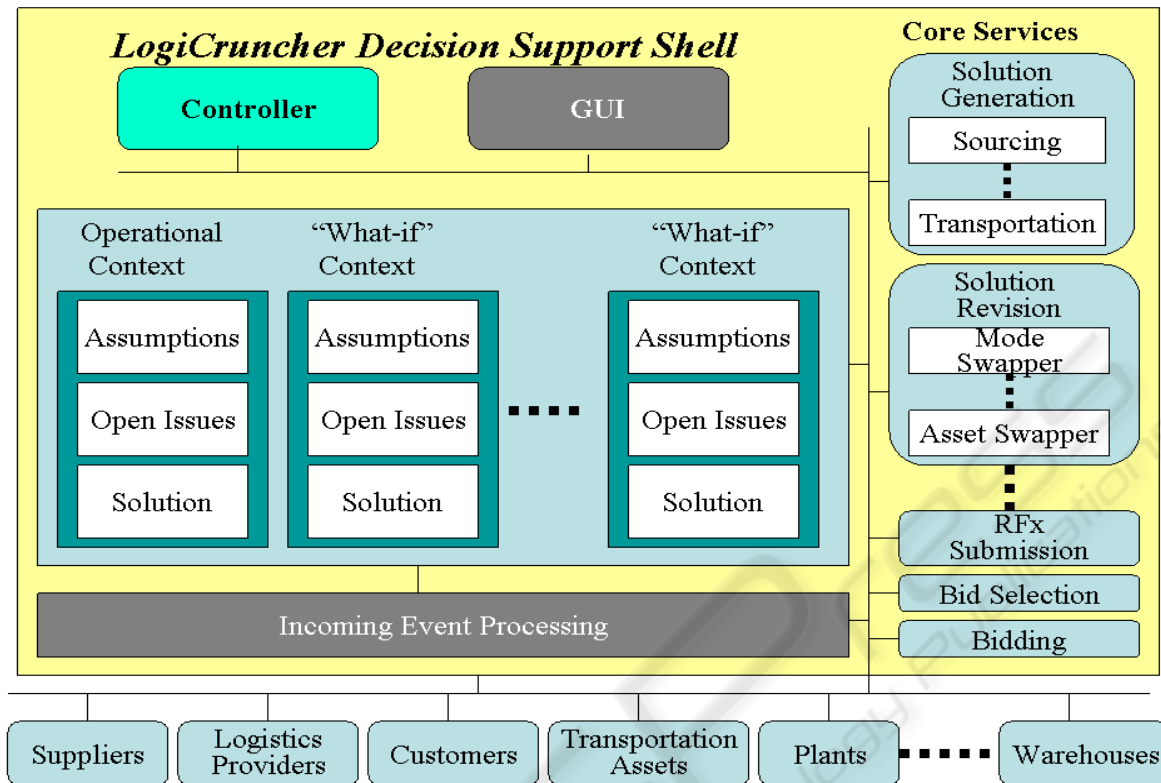 LogiCruncher Decision Support Shell
Core Services
Controller
GUI
Solution
Generation
Sourcing
Transportation
Operational
Context
“What-if”
Context
“What-if”
Context
Assumptions
Open Issues
Solution
Assumptions
Open Issues
Solution
Assumptions
Open Issues
Solution
Solution
Revision
Mode
Swapper
Asset Swapper
RFx
Submission
Bid Selection
Bidding
Incoming Event Processing
Suppliers
Logistics
Providers
Customers
Transportation
Assets
Plants
Warehouses